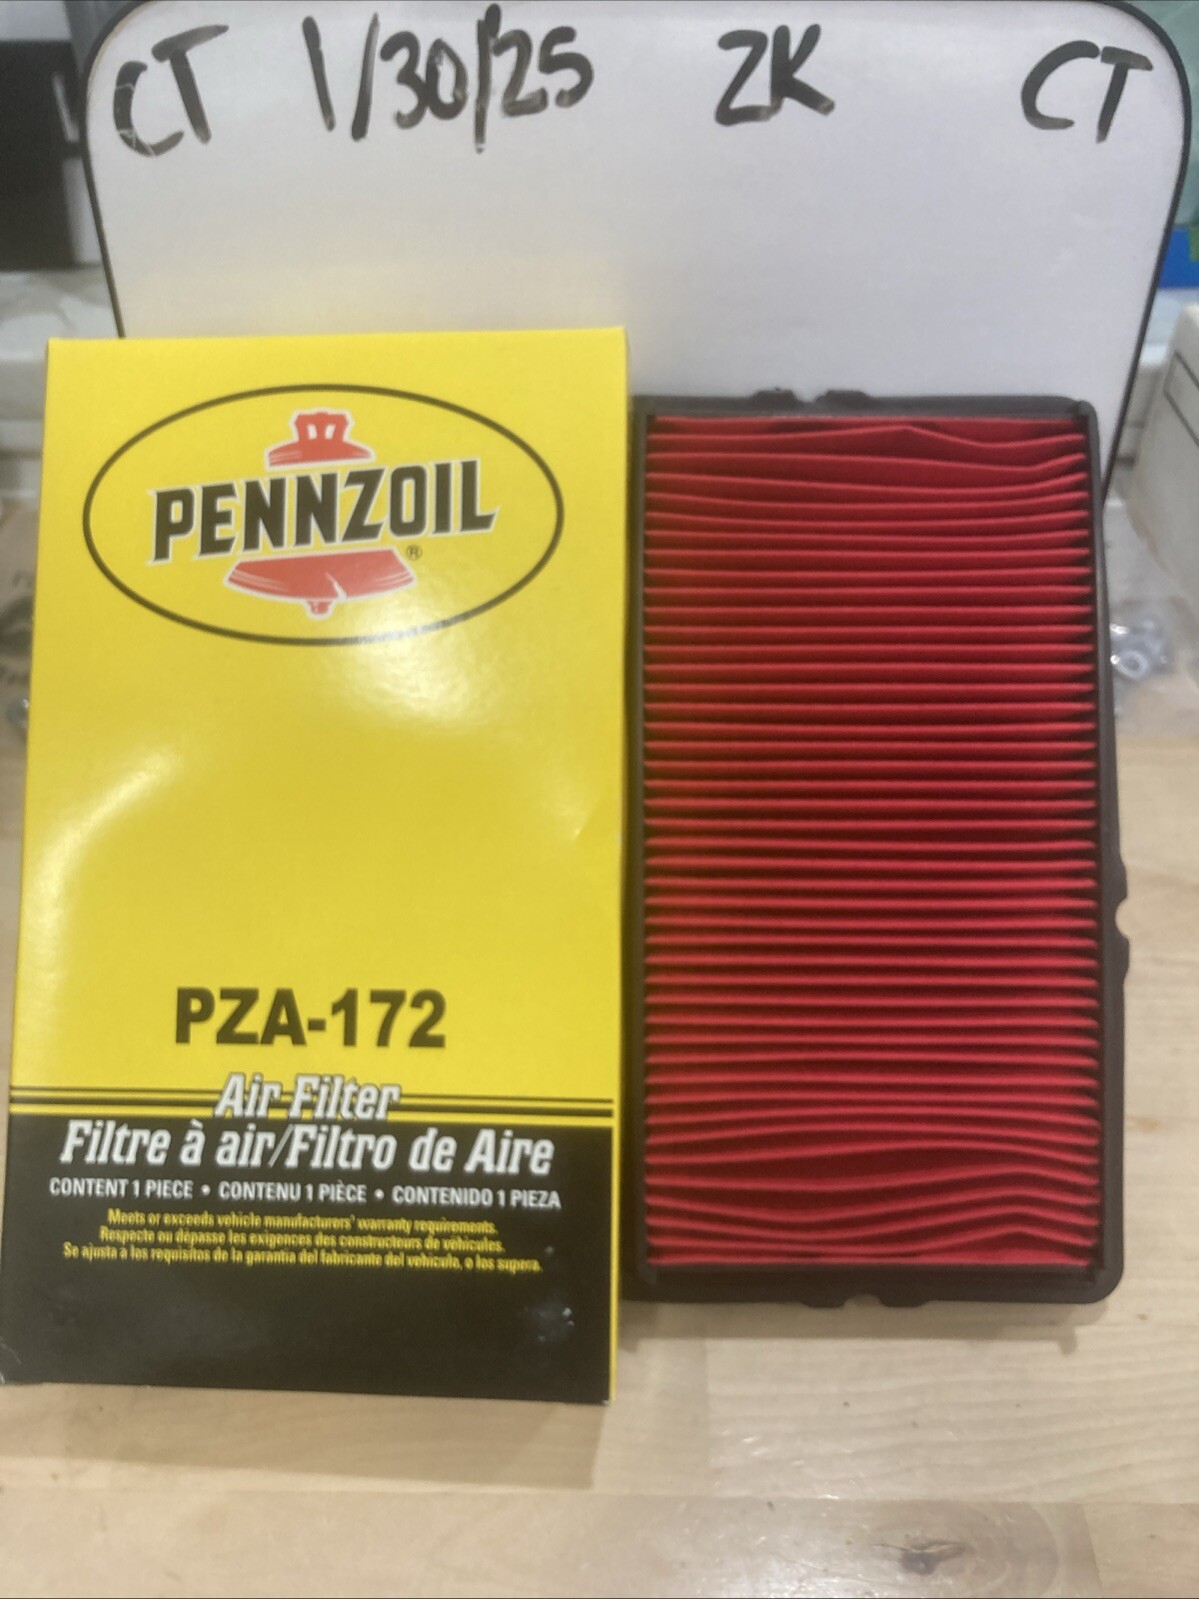 CT 1/30/25 ZK CT
PENNZOIL
®
PZA-172
Air Filter
Filtre à air/Filtro de Aire
CONTENT 1 PIECE • CONTENU 1 PIÈCE • CONTENIDO 1 PIEZA
Meets or exceeds vehicle manufacturers' warranty requirements.
Respecte ou dépasse les exigences des constructeurs de véhicules.
Se ajusta a los requisitos de la garantía del fabricante del vehículo, o los supera.